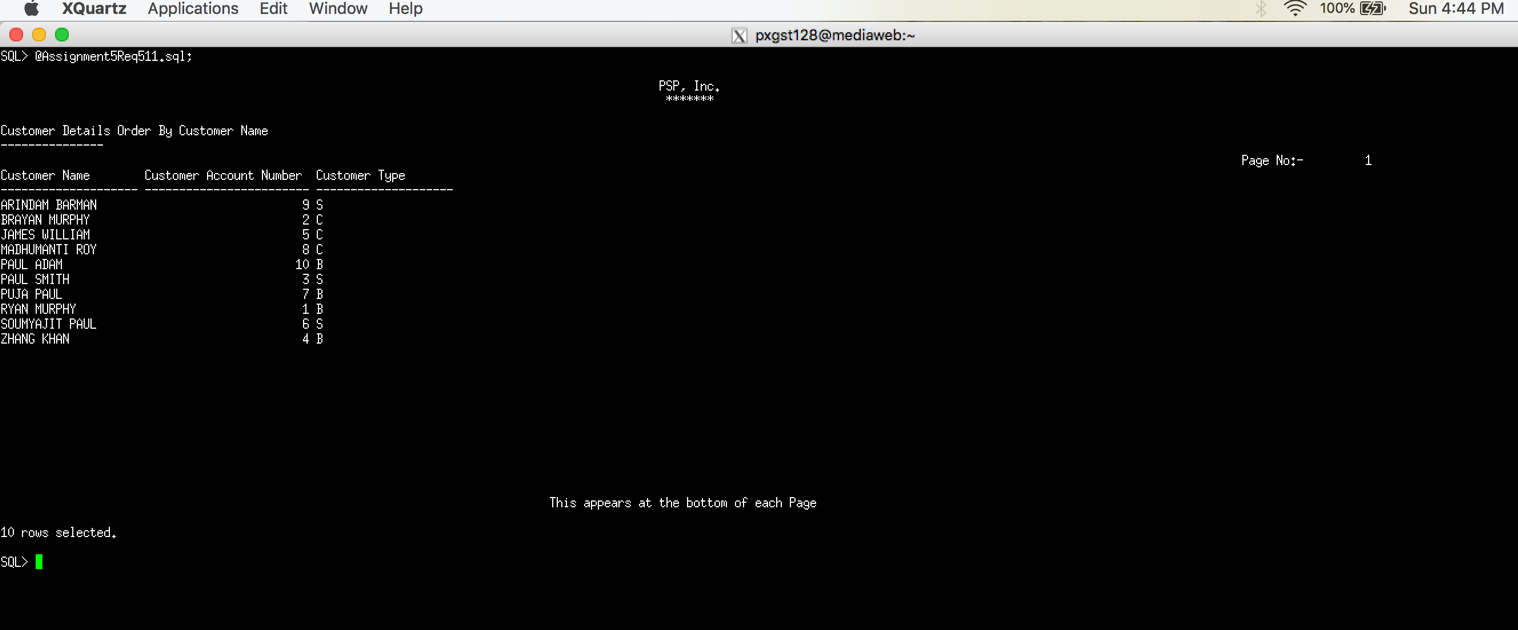 XQuartz Applications Edit Window Help 100% Sun 4:44 PM
X pxgst128@mediaweb:~
SQL> @Assignment5Req511.sql;
PSP, Inc.
*******
Customer Details Order By Customer Name
---------------
Page No:- 1
Customer Name Customer Account Number Customer Type
-------------------- ------------------------ --------------------
ARINDAM BARMAN 9 S
BRAYAN MURPHY 2 C
JAMES WILLIAM 5 C
MADHUMANTI ROY 8 C
PAUL ADAM 10 B
PAUL SMITH 3 S
PUJA PAUL 7 B
RYAN MURPHY 1 B
SOUMYAJIT PAUL 6 S
ZHANG KHAN 4 B
This appears at the bottom of each Page
10 rows selected.
SQL>